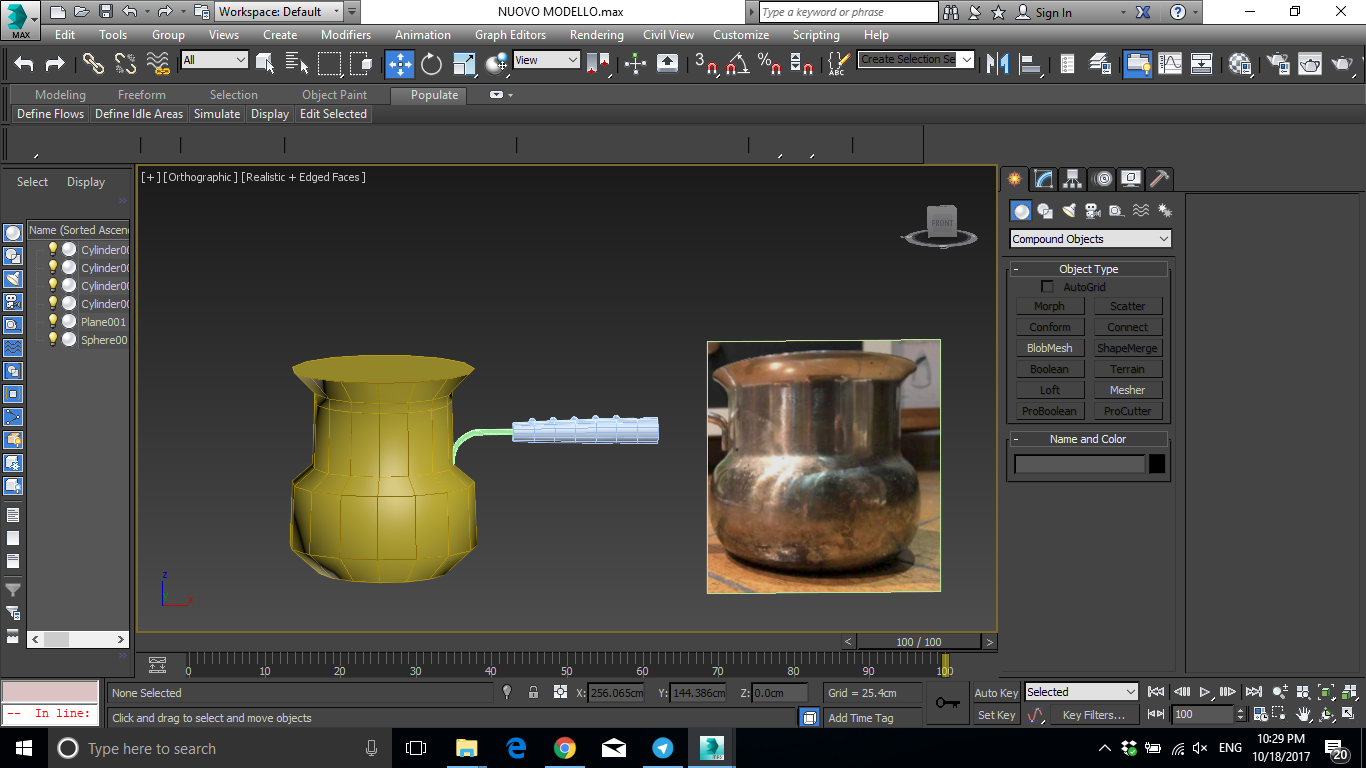 Workspace: Default
NUOVO MODELLO.max
Type a keyword or phrase
Sign In
MAX
Edit Tools Group Views Create Modifiers Animation Graph Editors Rendering Civil View Customize Scripting Help
All
View
3
ABC
Create Selection Se
Modeling Freeform Selection Object Paint Populate
Define Flows Define Idle Areas Simulate Display Edit Selected
Select Display
Name (Sorted Ascen
Cylinder00
Cylinder00
Cylinder00
Cylinder00
Plane001
Sphere00
[+] [Orthographic] [Realistic + Edged Faces]
FRONT
z
x
Compound Objects
- Object Type
AutoGrid
Morph Scatter
Conform Connect
BlobMesh ShapeMerge
Boolean Terrain
Loft Mesher
ProBoolean ProCutter
- Name and Color
< 100 / 100 >
0 10 20 30 40 50 60 70 80 90 100
None Selected
X: 256.065cm Y: 144.386cm Z: 0.0cm
Grid = 25.4cm
Auto Key Selected
-- In line:
Click and drag to select and move objects
Add Time Tag
Set Key Key Filters...
100
Type here to search
ENG
10:29 PM
10/18/2017
20